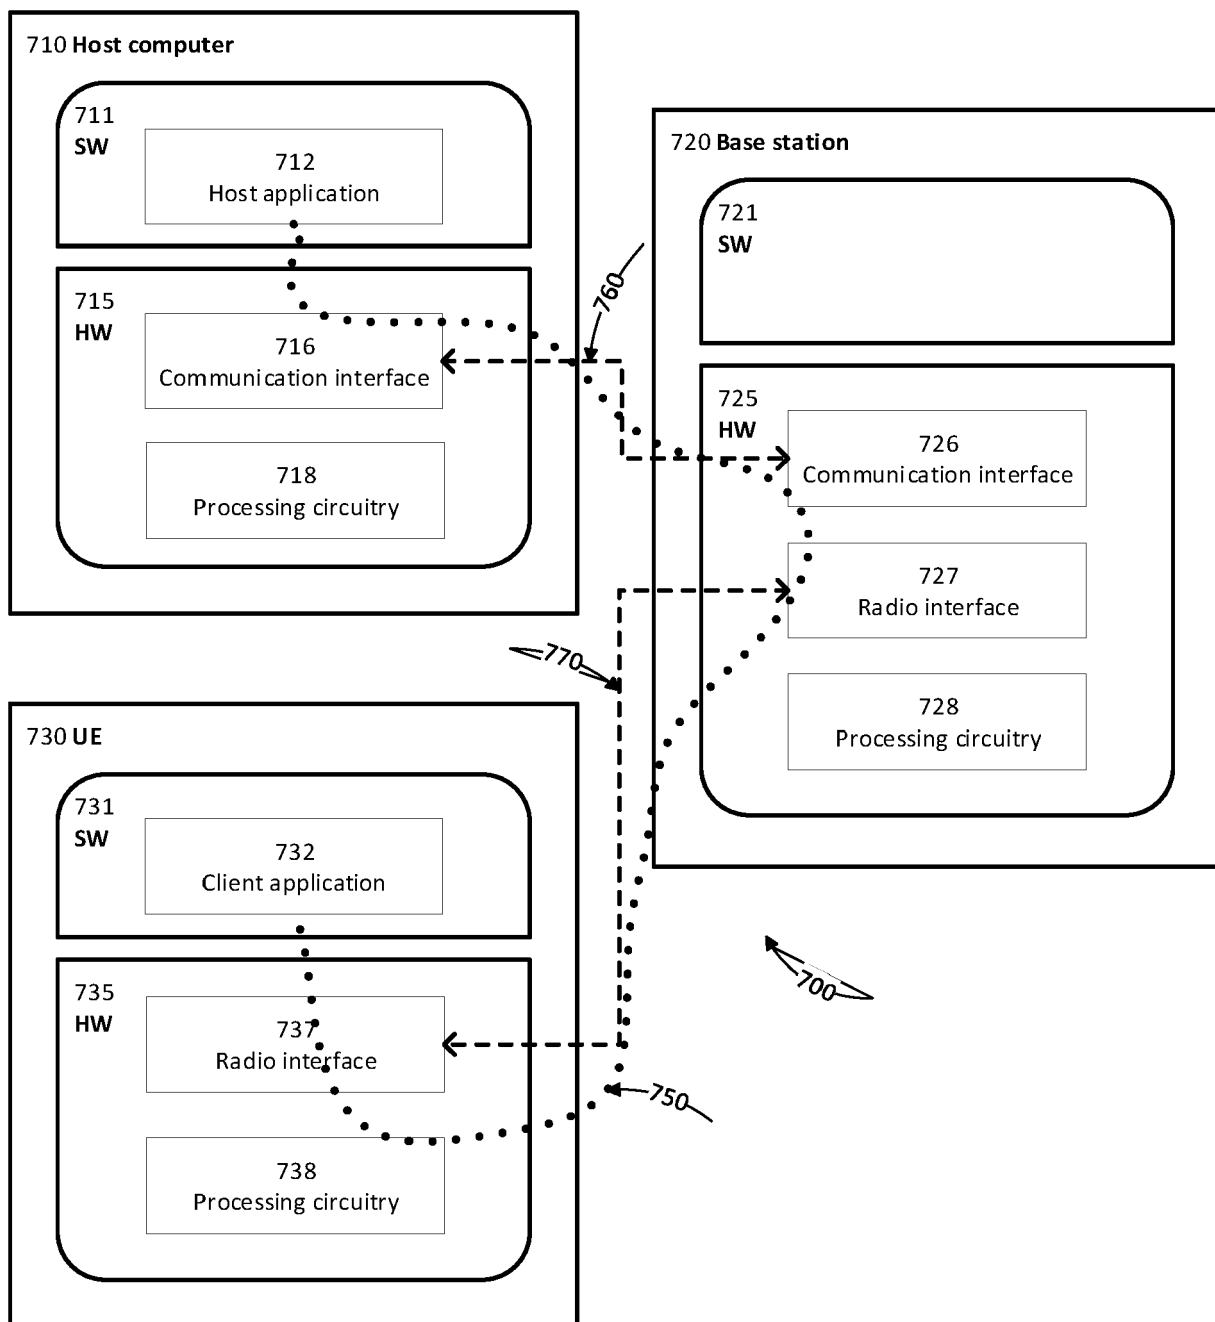 710 Host computer
711
SW
712
Host application
715
HW
716
Communication interface
718
Processing circuitry
760
720 Base station
721
SW
725
HW
726
Communication interface
727
Radio interface
728
Processing circuitry
770
730 UE
731
SW
732
Client application
735
HW
737
Radio interface
738
Processing circuitry
750
700